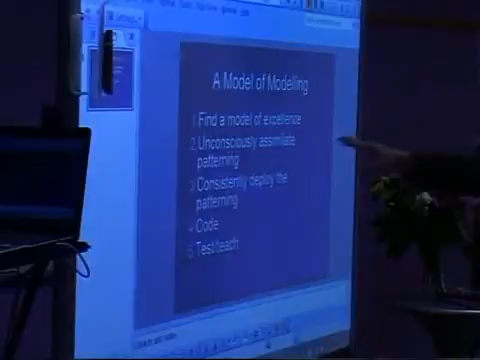 A Model of Modelling
1. Find a model of excellence
2. Unconsciously assimilate
patterning
3. Consistently deploy the
patterning
4. Code
5. Test/teach